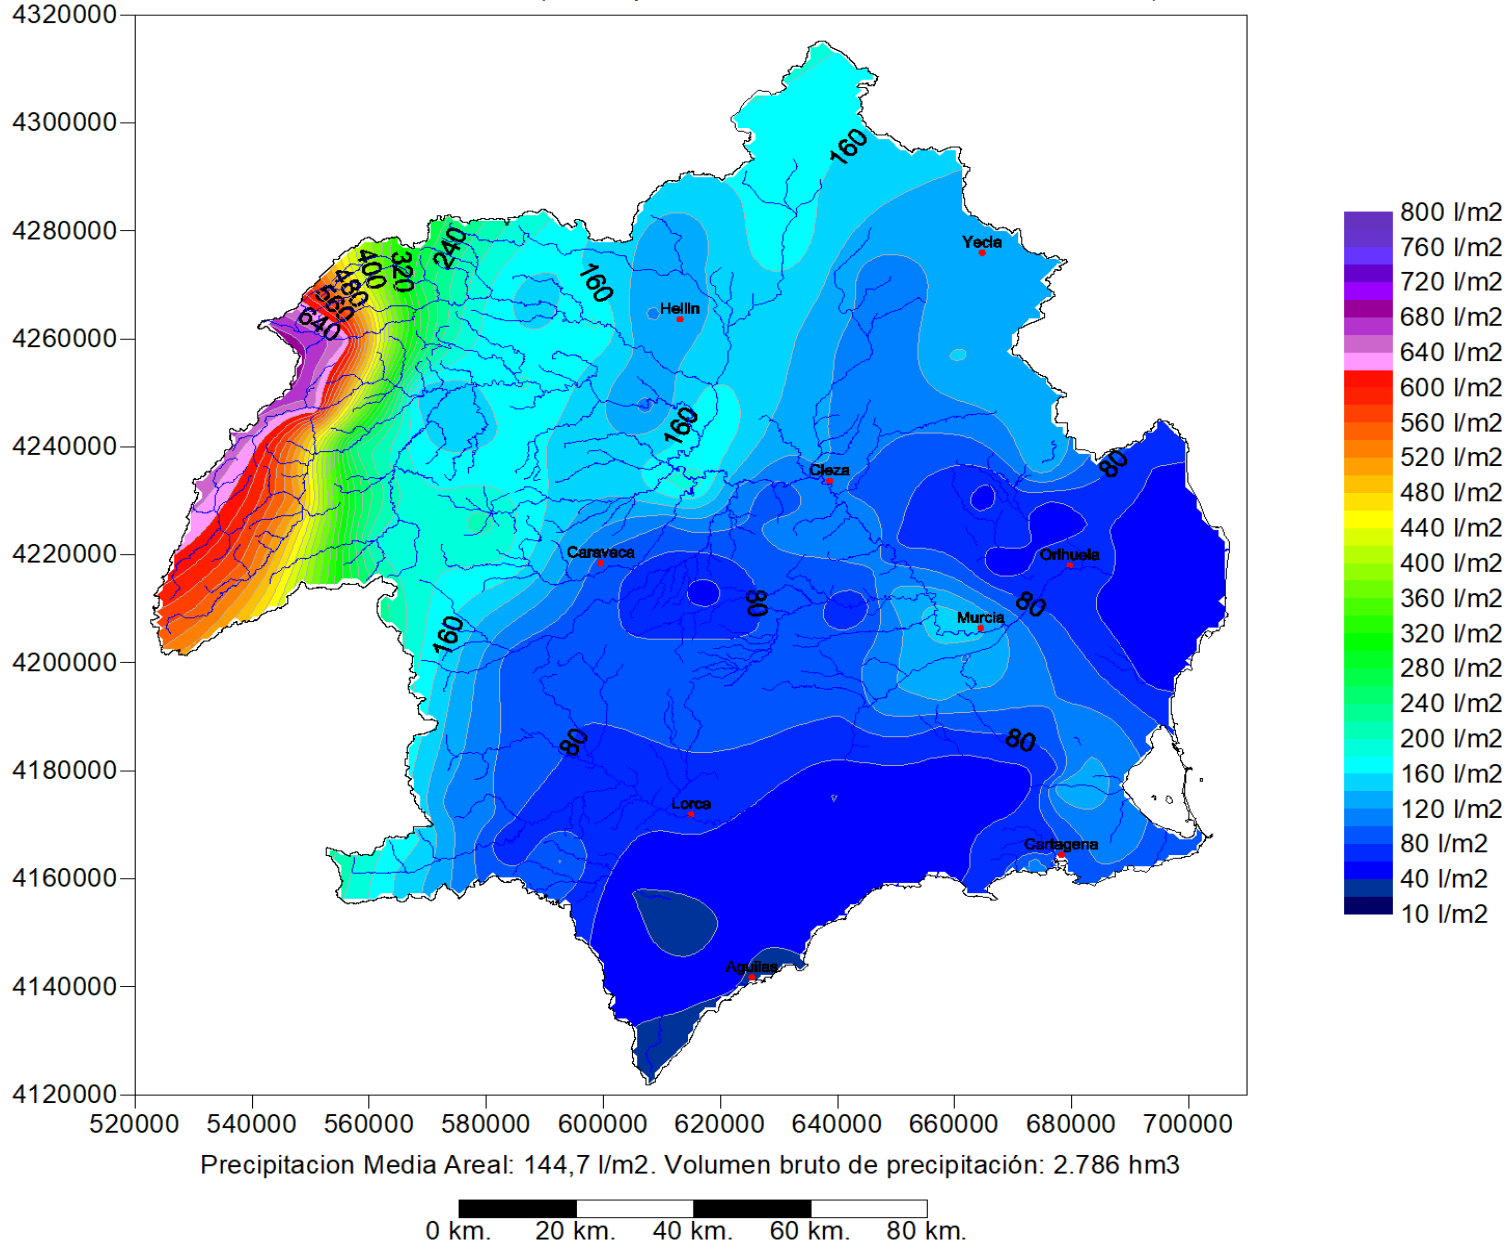 4320000
4300000
4280000
4260000
4240000
4220000
4200000
4180000
4160000
4140000
4120000
520000 540000 560000 580000 600000 620000 640000 660000 680000 700000
160
240
320
400
480
560
640
160
160
160
80
80
80
80
80
Yecla
Hellin
Cieza
Caravaca
Orihuela
Murcia
Lorca
Cartagena
Aguilas
800 l/m2
760 l/m2
720 l/m2
680 l/m2
640 l/m2
600 l/m2
560 l/m2
520 l/m2
480 l/m2
440 l/m2
400 l/m2
360 l/m2
320 l/m2
280 l/m2
240 l/m2
200 l/m2
160 l/m2
120 l/m2
80 l/m2
40 l/m2
10 l/m2
Precipitacion Media Areal: 144,7 l/m2. Volumen bruto de precipitación: 2.786 hm3
0 km. 20 km. 40 km. 60 km. 80 km.